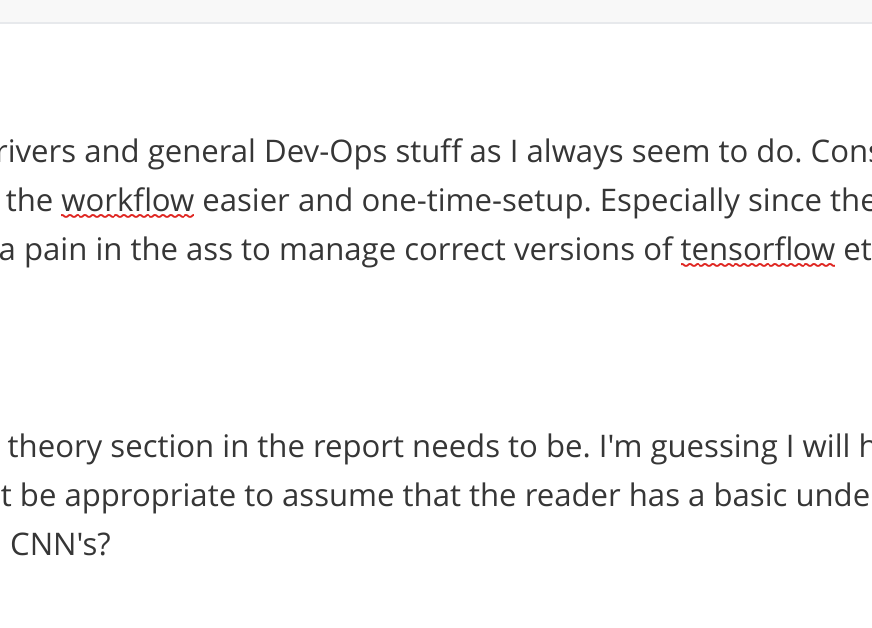 rivers and general Dev-Ops stuff as I always seem to do. Cons
the workflow easier and one-time-setup. Especially since the
a pain in the ass to manage correct versions of tensorflow et
theory section in the report needs to be. I'm guessing I will h
t be appropriate to assume that the reader has a basic unde
CNN's?